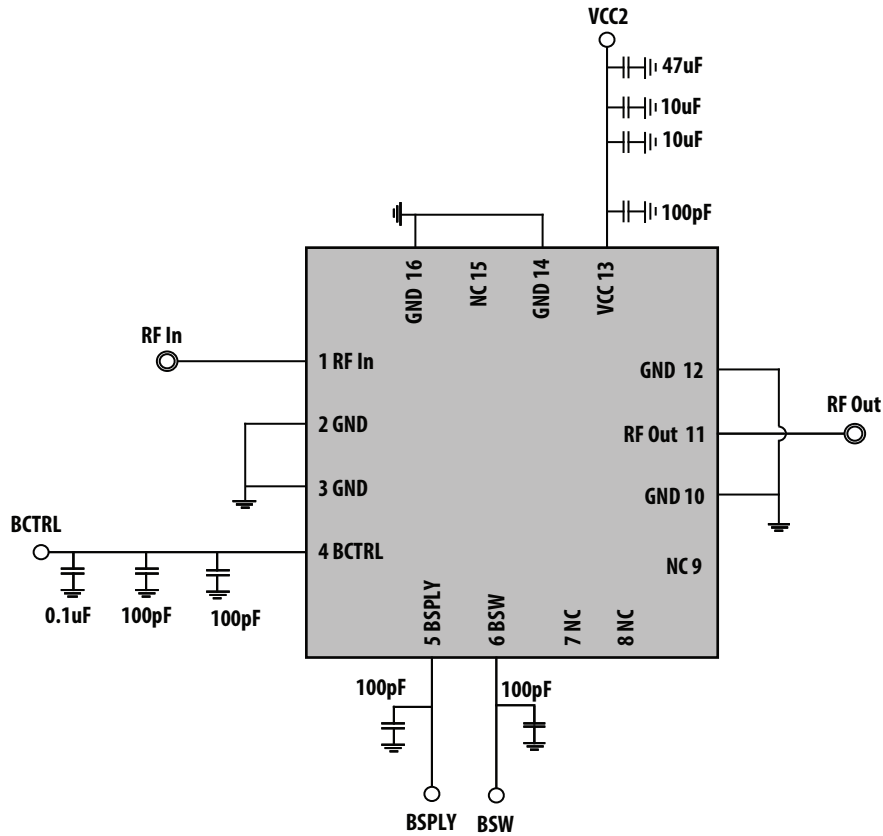 VCC2
47uF
10uF
10uF
100pF
GND 16
NC 15
GND 14
VCC 13
RF In
1 RF In
GND 12
RF Out
2 GND
RF Out 11
3 GND
GND 10
BCTRL
4 BCTRL
NC 9
0.1uF
100pF
100pF
5 BSPLY
6 BSW
7 NC
8 NC
100pF
100pF
BSPLY
BSW